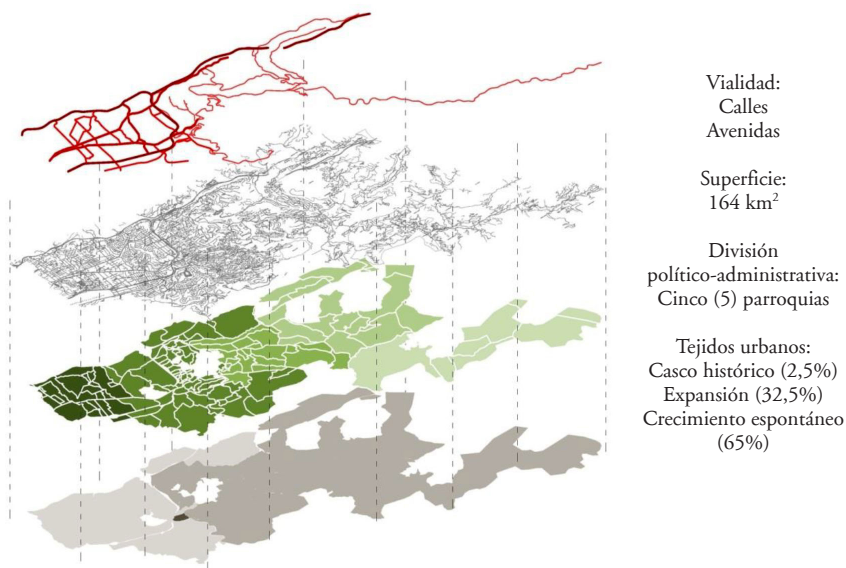 Vialidad:
Calles
Avenidas
Superficie:
164 km²
División
político-administrativa:
Cinco (5) parroquias
Tejidos urbanos:
Casco histórico (2,5%)
Expansión (32,5%)
Crecimiento espontáneo
(65%)